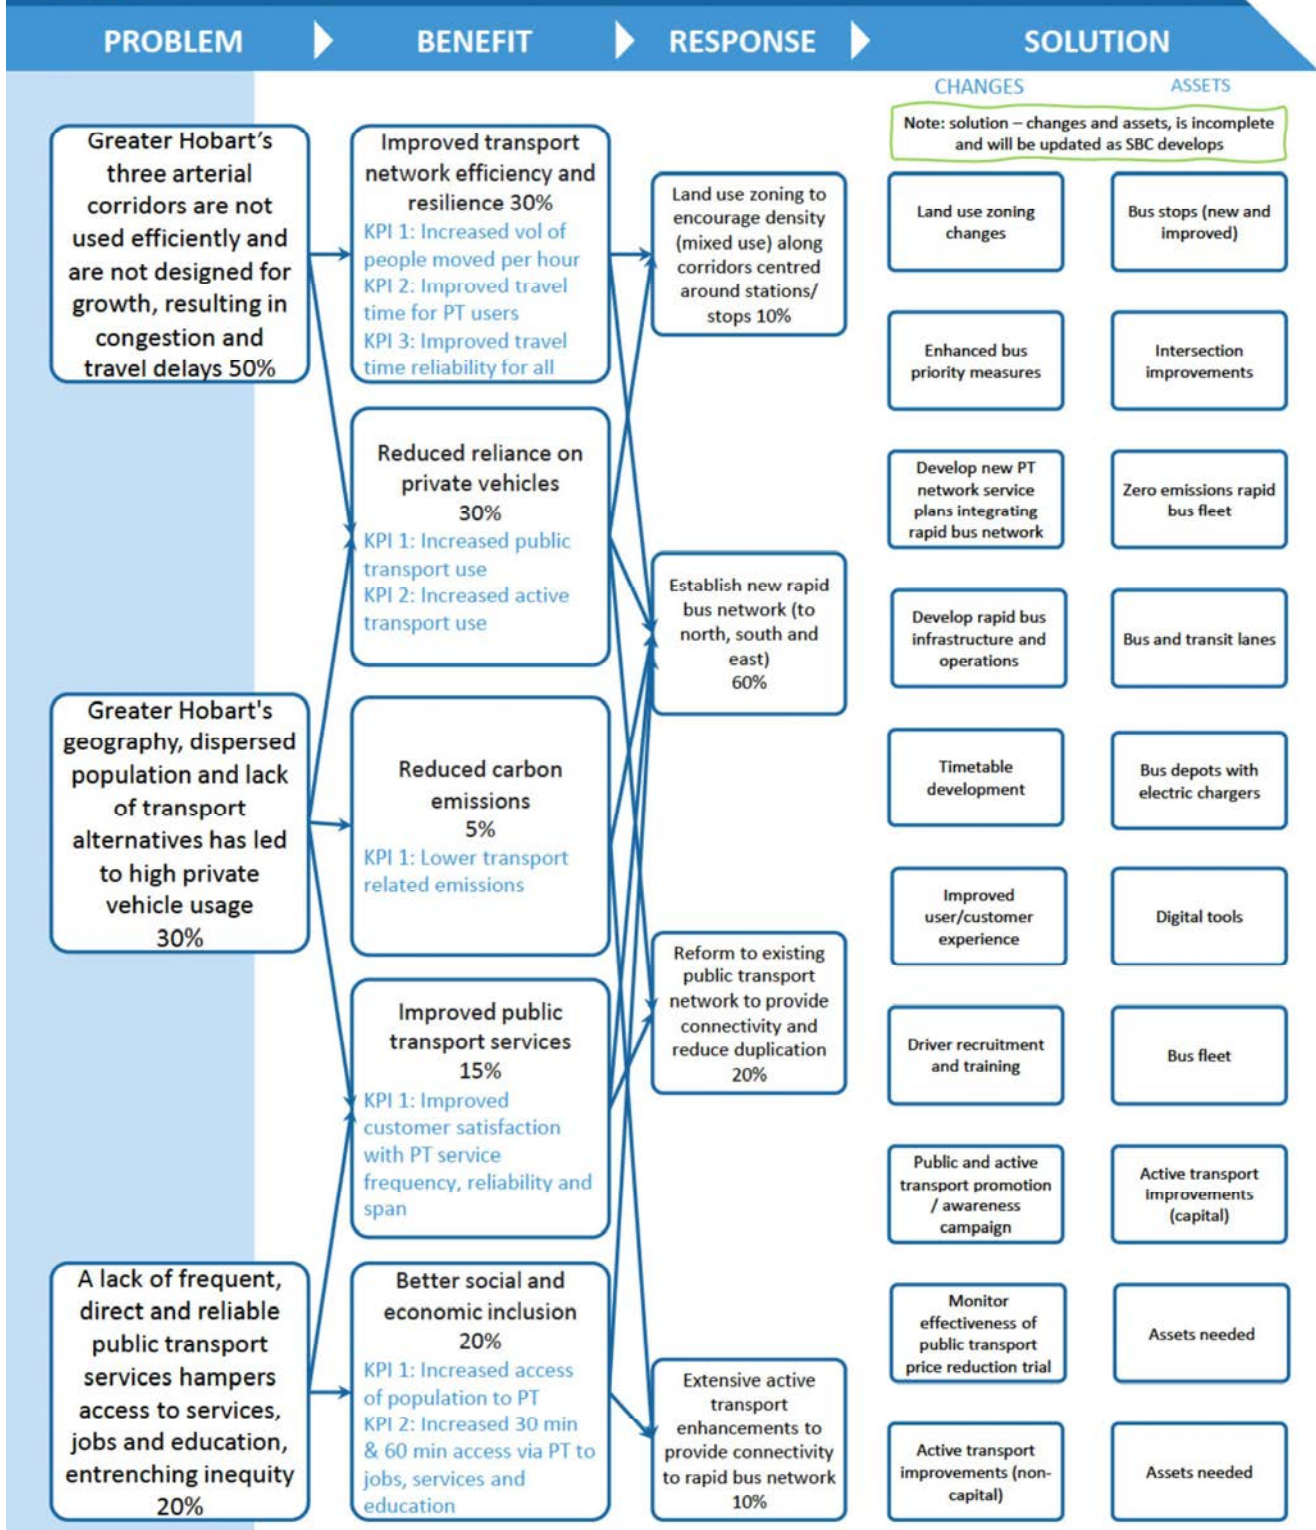 PROBLEM
BENEFIT
RESPONSE
SOLUTION
CHANGES
ASSETS
Note: solution – changes and assets, is incomplete
and will be updated as SBC develops
Greater Hobart's
three arterial
corridors are not
used efficiently and
are not designed for
growth, resulting in
congestion and
travel delays 50%
Greater Hobart's
geography, dispersed
population and lack
of transport
alternatives has led
to high private
vehicle usage
30%
A lack of frequent,
direct and reliable
public transport
services hampers
access to services,
jobs and education,
entrenching inequity
20%
Improved transport
network efficiency and
resilience 30%
KPI 1: Increased vol of
people moved per hour
KPI 2: Improved travel
time for PT users
KPI 3: Improved travel
time reliability for all
Reduced reliance on
private vehicles
30%
KPI 1: Increased public
transport use
KPI 2: Increased active
transport use
Reduced carbon
emissions
5%
KPI 1: Lower transport
related emissions
Improved public
transport services
15%
KPI 1: Improved
customer satisfaction
with PT service
frequency, reliability and
span
Better social and
economic inclusion
20%
KPI 1: Increased access
of population to PT
KPI 2: Increased 30 min
& 60 min access via PT to
jobs, services and
education
Land use zoning to
encourage density
(mixed use) along
corridors centred
around stations/
stops 10%
Establish new rapid
bus network (to
north, south and
east)
60%
Reform to existing
public transport
network to provide
connectivity and
reduce duplication
20%
Extensive active
transport
enhancements to
provide connectivity
to rapid bus network
10%
Land use zoning
changes
Enhanced bus
priority measures
Develop new PT
network service
plans integrating
rapid bus network
Develop rapid bus
infrastructure and
operations
Timetable
development
Improved
user/customer
experience
Driver recruitment
and training
Public and active
transport promotion
/ awareness
campaign
Monitor
effectiveness of
public transport
price reduction trial
Active transport
improvements (non-
capital)
Bus stops (new and
improved)
Intersection
improvements
Zero emissions rapid
bus fleet
Bus and transit lanes
Bus depots with
electric chargers
Digital tools
Bus fleet
Active transport
improvements
(capital)
Assets needed
Assets needed